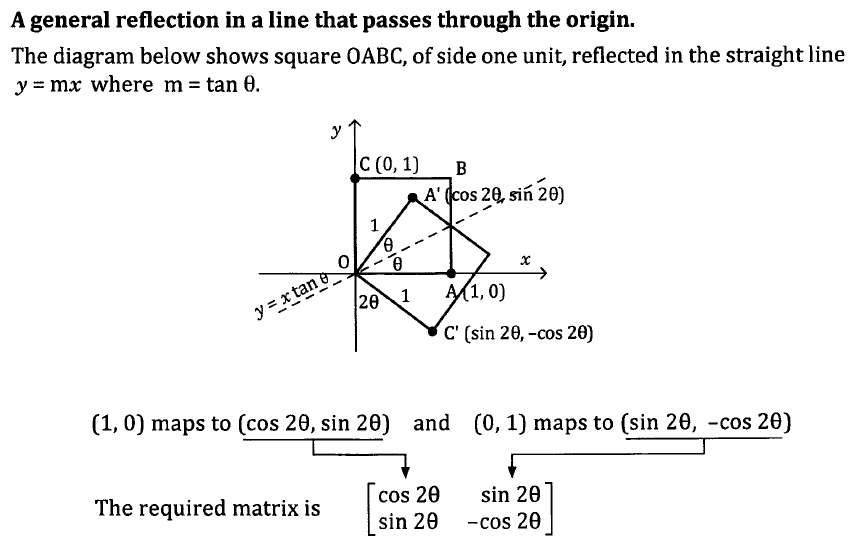 A general reflection in a line that passes through the origin.
The diagram below shows square OABC, of side one unit, reflected in the straight line
y = mx where m = tan θ.
y
C (0, 1)
B
A' (cos 2θ, sin 2θ)
1
θ
O
θ
x
y = x tan θ
2θ
1
A (1, 0)
C' (sin 2θ, –cos 2θ)
(1, 0) maps to (cos 2θ, sin 2θ) and (0, 1) maps to (sin 2θ, –cos 2θ)
The required matrix is
cos 2θ sin 2θ
sin 2θ –cos 2θ